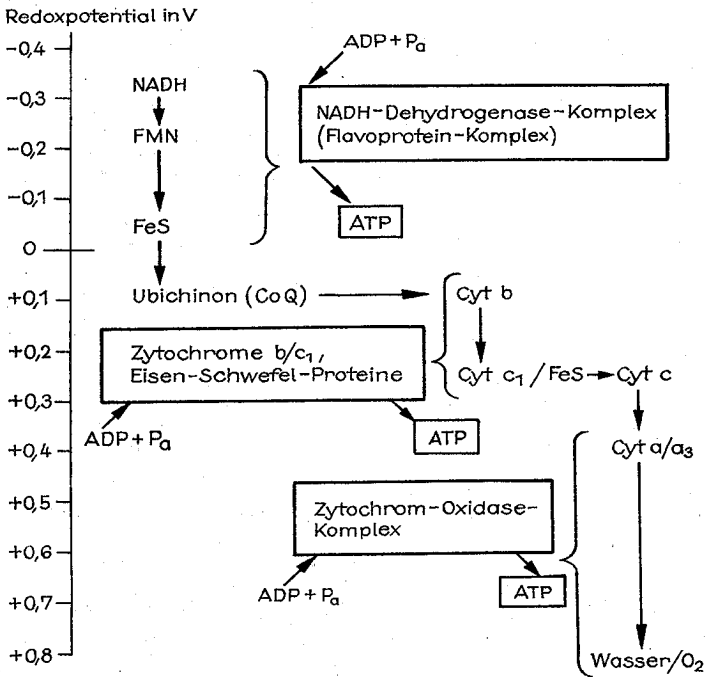 Redoxpotential in V
-0,4
-0,3
-0,2
-0,1
0
+0,1
+0,2
+0,3
+0,4
+0,5
+0,6
+0,7
+0,8
NADH
FMN
FeS
Ubichinon (CoQ)
ADP+Pa
NADH-Dehydrogenase-Komplex
(Flavoprotein-Komplex)
ATP
Cyt b
Cyt c₁/FeS
Cyt c
Zytochrome b/c₁,
Eisen-Schwefel-Proteine
ADP+Pa
ATP
Cyt a/a₃
Zytochrom-Oxidase-
Komplex
ADP+Pa
ATP
Wasser/O₂